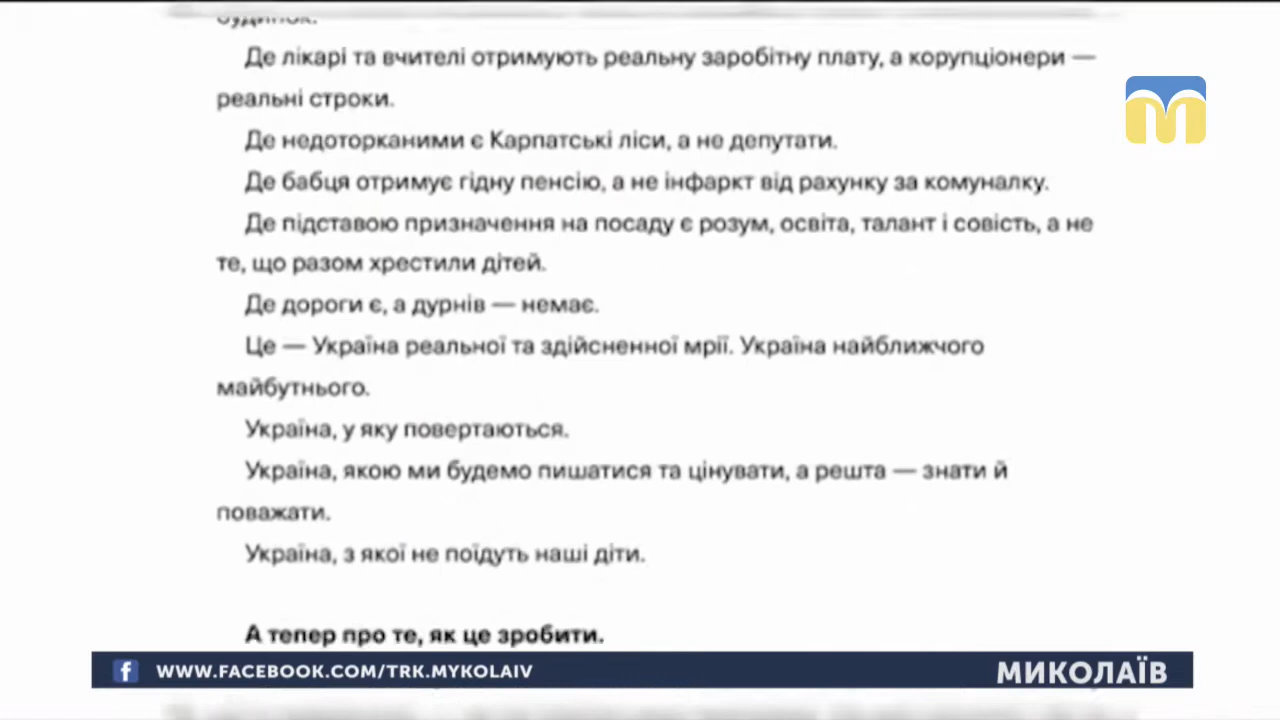 будинок.
Де лікарі та вчителі отримують реальну заробітну плату, а корупціонери —
реальні строки.
Де недоторканими є Карпатські ліси, а не депутати.
Де бабця отримує гідну пенсію, а не інфаркт від рахунку за комуналку.
Де підставою призначення на посаду є розум, освіта, талант і совість, а не
те, що разом хрестили дітей.
Де дороги є, а дурнів — немає.
Це — Україна реальної та здійсненної мрії. Україна найближчого
майбутнього.
Україна, у яку повертаються.
Україна, якою ми будемо пишатися та цінувати, а решта — знати й
поважати.
Україна, з якої не поїдуть наші діти.
А тепер про те, як це зробити.
WWW.FACEBOOK.COM/TRK.MYKOLAIV
МИКОЛАЇВ